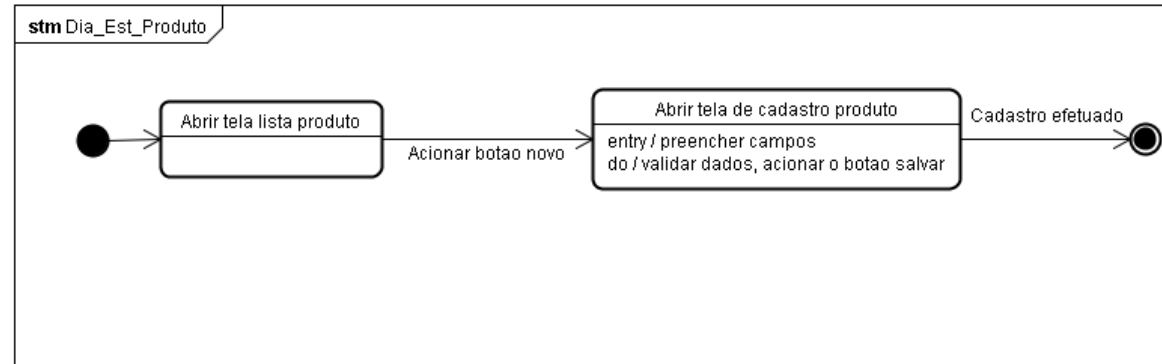 stm Dia_Est_Produto
Abrir tela lista produto
Acionar botao novo
Abrir tela de cadastro produto
entry / preencher campos
do / validar dados, acionar o botao salvar
Cadastro efetuado